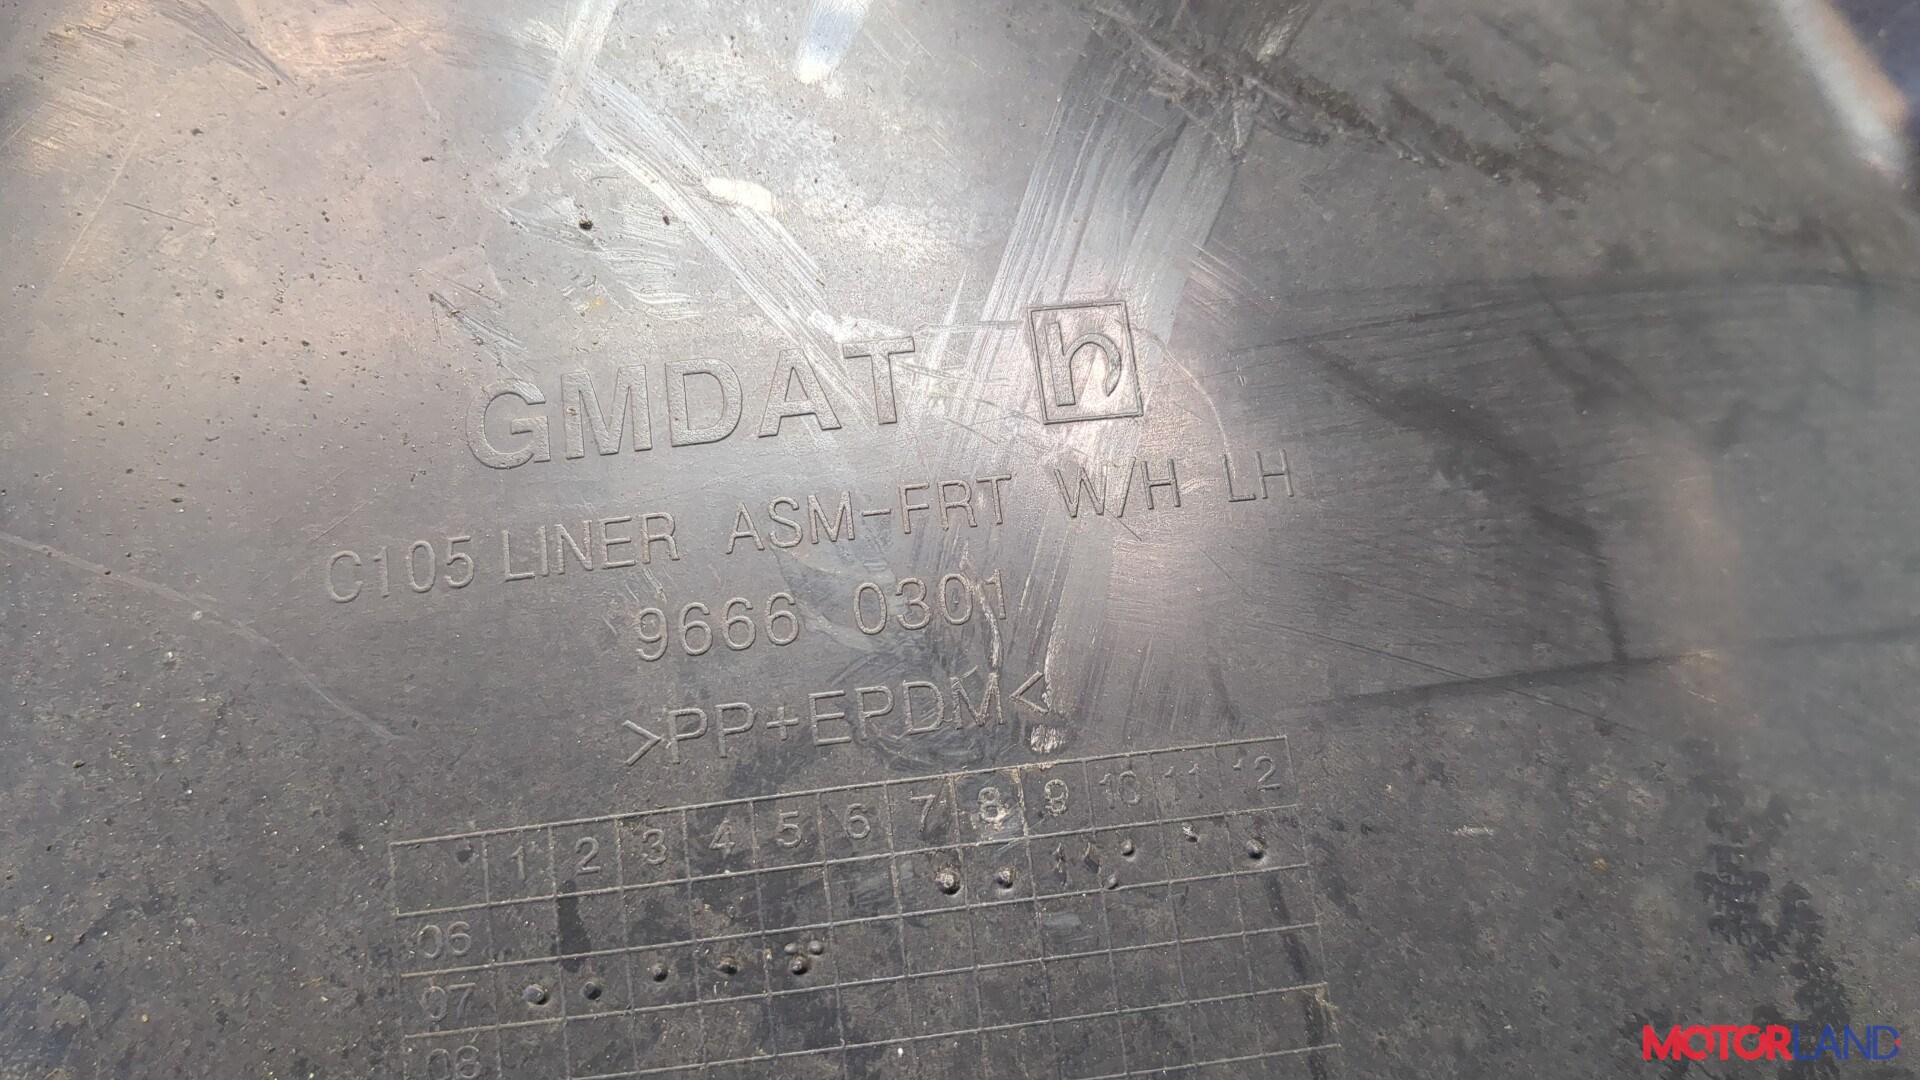 GMDAT h
C105 LINER ASM-FRT W/H LH
9666 0301
>PP+EPDM<
1 2 3 4 5 6 7 8 9 10 11 12
06
07
08
MOTORLAND